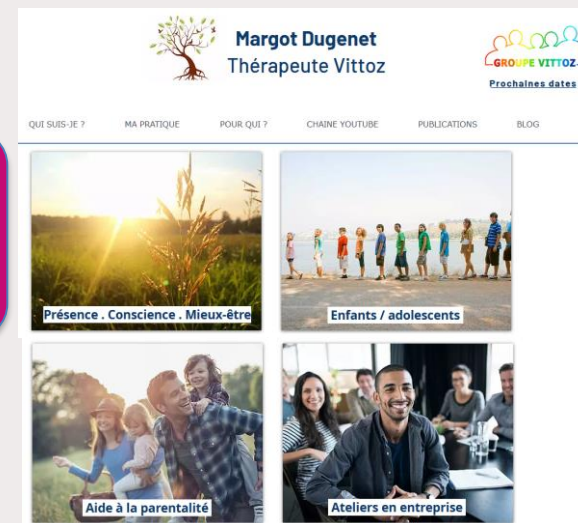 Margot Dugenet
Thérapeute Vittoz
GROUPE VITTOZ
Prochaines dates
QUI SUIS-JE ? MA PRATIQUE POUR QUI ? CHAINE YOUTUBE PUBLICATIONS BLOG
Présence . Conscience . Mieux-être
Enfants / adolescents
Aide à la parentalité
Ateliers en entreprise